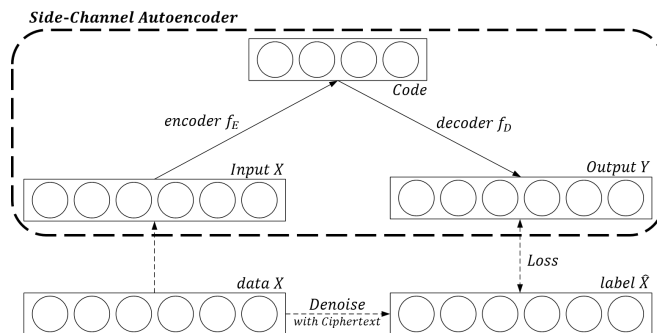 Side-Channel Autoencoder
Code
encoder f_E
decoder f_D
Input X
Output Y
Loss
data X
Denoise
with Ciphertext
label X̂